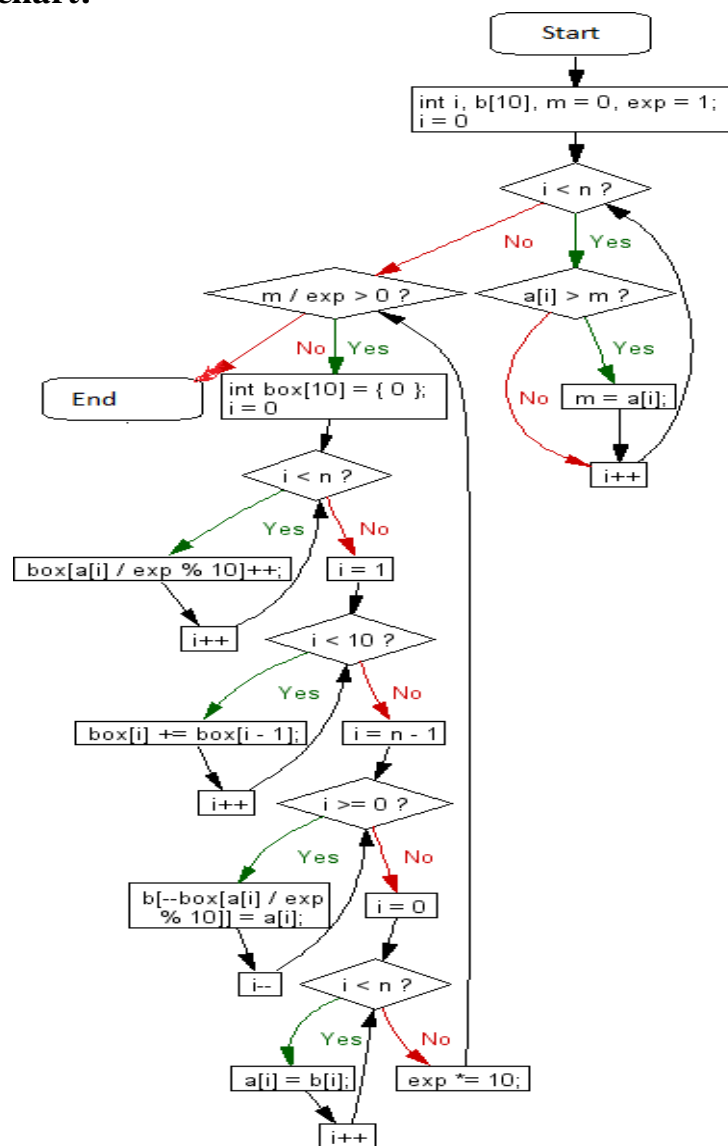 chart:
Start
int i, b[10], m = 0, exp = 1;
i = 0
i < n ?
No
Yes
m / exp > 0 ?
a[i] > m ?
No
Yes
Yes
No
End
int box[10] = { 0 };
i = 0
m = a[i];
i++
i < n ?
Yes
No
box[a[i] / exp % 10]++;
i = 1
i++
i < 10 ?
Yes
No
box[i] += box[i - 1];
i = n - 1
i++
i >= 0 ?
Yes
No
b[--box[a[i] / exp
% 10]] = a[i];
i = 0
i--
i < n ?
Yes
No
a[i] = b[i];
exp *= 10;
i++